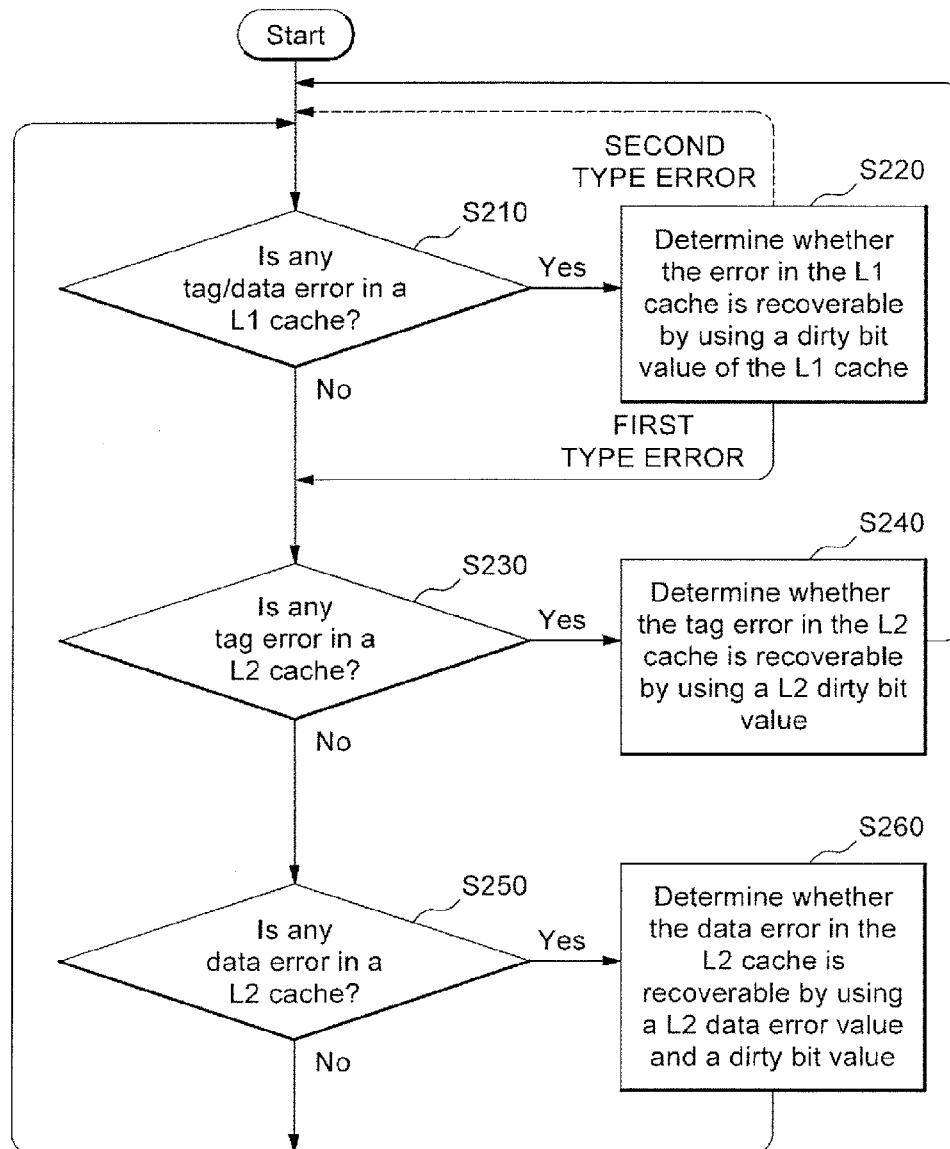 Start
SECOND
TYPE ERROR
S220
S210
Is any
tag/data error in a
L1 cache?
Yes
Determine whether
the error in the L1
cache is recoverable
by using a dirty bit
value of the L1 cache
No
FIRST
TYPE ERROR
S240
S230
Is any
tag error in a
L2 cache?
Yes
Determine whether
the tag error in the L2
cache is recoverable
by using a L2 dirty bit
value
No
S260
S250
Is any
data error in a
L2 cache?
Yes
Determine whether
the data error in the
L2 cache is
recoverable by using
a L2 data error value
and a dirty bit value
No